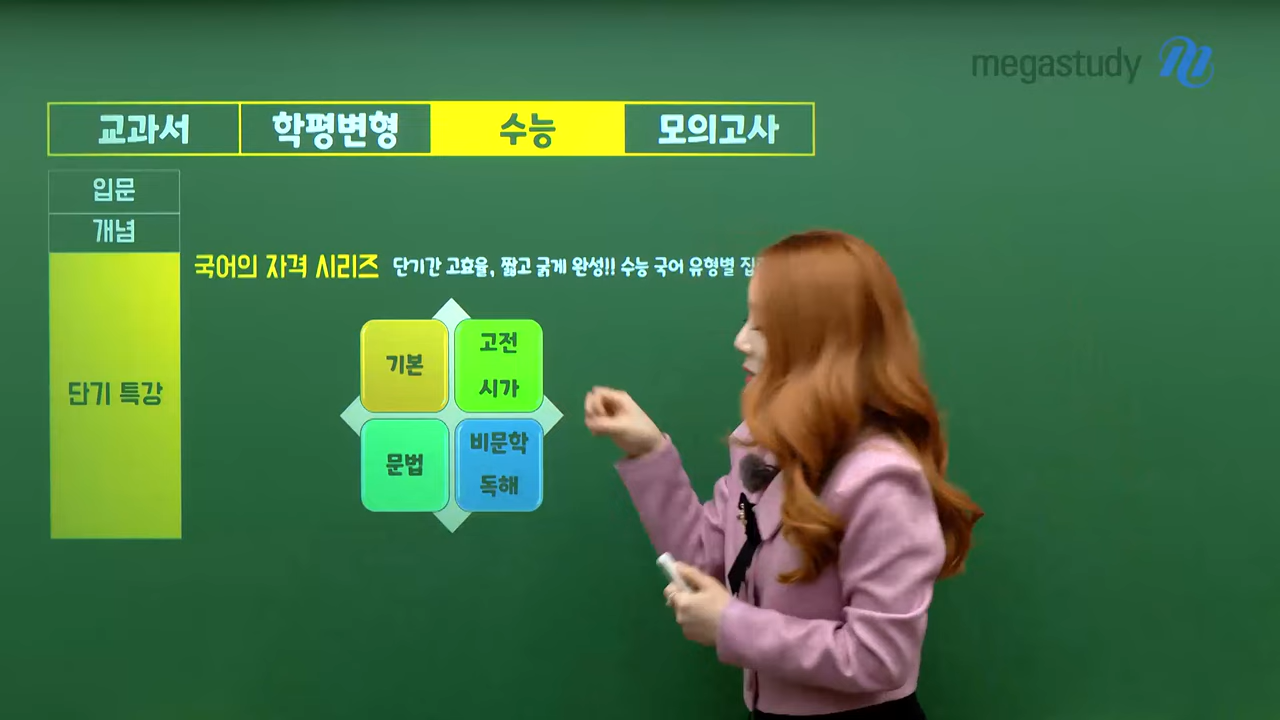 megastudy
교과서 학평변형 수능 모의고사
입문
개념
국어의 자격 시리즈 단기간 고효율, 짧고 굵게 완성!! 수능 국어 유형별
단기 특강
기본
고전
시가
문법
비문학
독해